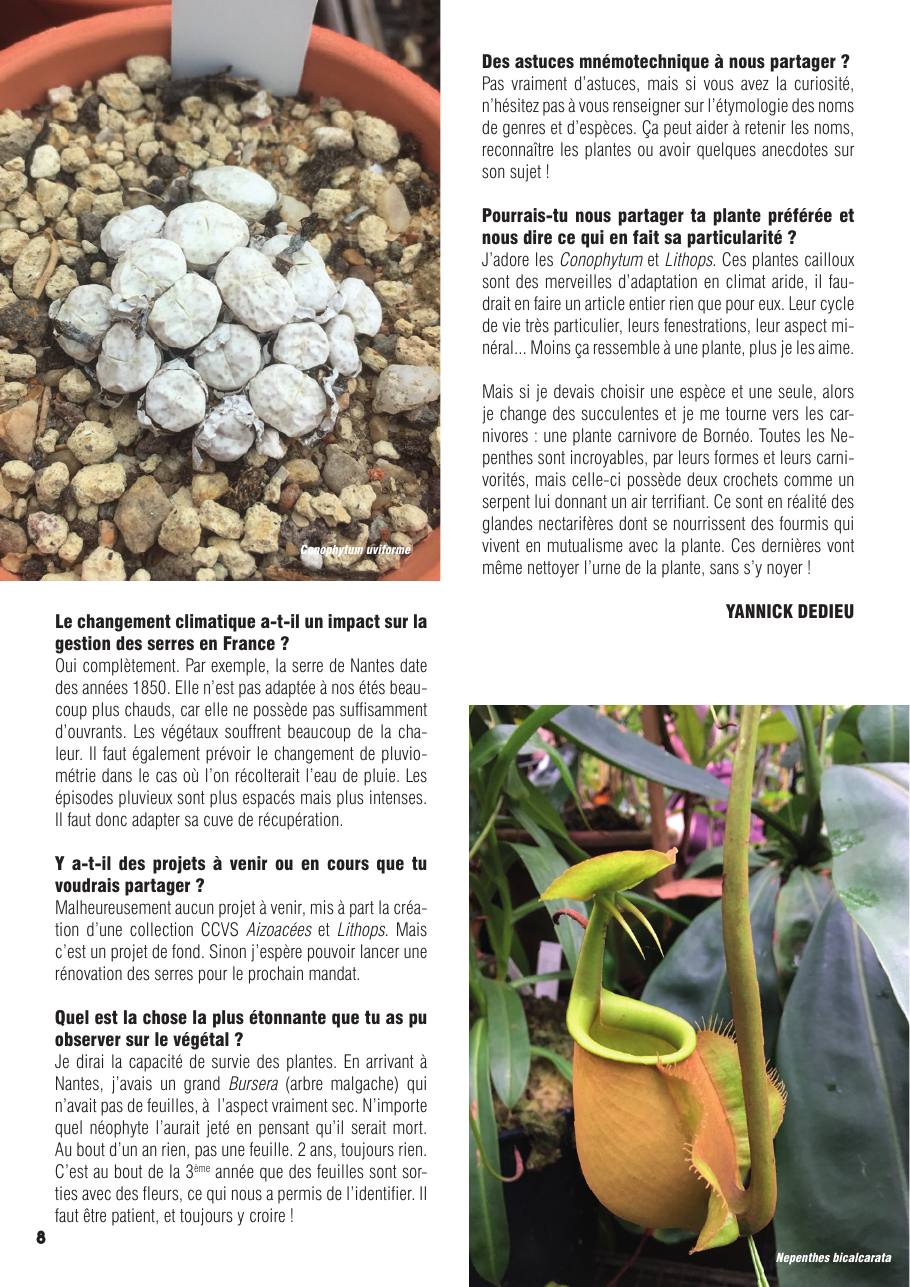 Conophytum uviforme
Le changement climatique a-t-il un impact sur la
gestion des serres en France ?
Oui complètement. Par exemple, la serre de Nantes date
des années 1850. Elle n’est pas adaptée à nos étés beau-
coup plus chauds, car elle ne possède pas suffisamment
d’ouvrants. Les végétaux souffrent beaucoup de la cha-
leur. Il faut également prévoir le changement de pluvio-
métrie dans le cas où l’on récolterait l’eau de pluie. Les
épisodes pluvieux sont plus espacés mais plus intenses.
Il faut donc adapter sa cuve de récupération.
Y a-t-il des projets à venir ou en cours que tu
voudrais partager ?
Malheureusement aucun projet à venir, mis à part la créa-
tion d’une collection CCVS Aizoacées et Lithops. Mais
c’est un projet de fond. Sinon j’espère pouvoir lancer une
rénovation des serres pour le prochain mandat.
Quel est la chose la plus étonnante que tu as pu
observer sur le végétal ?
Je dirai la capacité de survie des plantes. En arrivant à
Nantes, j’avais un grand Bursera (arbre malgache) qui
n’avait pas de feuilles, à l’aspect vraiment sec. N’importe
quel néophyte l’aurait jeté en pensant qu’il serait mort.
Au bout d’un an rien, pas une feuille. 2 ans, toujours rien.
C’est au bout de la 3ème année que des feuilles sont sor-
ties avec des fleurs, ce qui nous a permis de l’identifier. Il
faut être patient, et toujours y croire !
8
Des astuces mnémotechnique à nous partager ?
Pas vraiment d’astuces, mais si vous avez la curiosité,
n’hésitez pas à vous renseigner sur l’étymologie des noms
de genres et d’espèces. Ça peut aider à retenir les noms,
reconnaître les plantes ou avoir quelques anecdotes sur
son sujet !
Pourrais-tu nous partager ta plante préférée et
nous dire ce qui en fait sa particularité ?
J’adore les Conophytum et Lithops. Ces plantes cailloux
sont des merveilles d’adaptation en climat aride, il fau-
drait en faire un article entier rien que pour eux. Leur cycle
de vie très particulier, leurs fenestrations, leur aspect mi-
néral... Moins ça ressemble à une plante, plus je les aime.
Mais si je devais choisir une espèce et une seule, alors
je change des succulentes et je me tourne vers les car-
nivores : une plante carnivore de Bornéo. Toutes les Ne-
penthes sont incroyables, par leurs formes et leurs carni-
vorités, mais celle-ci possède deux crochets comme un
serpent lui donnant un air terrifiant. Ce sont en réalité des
glandes nectarifères dont se nourrissent des fourmis qui
vivent en mutualisme avec la plante. Ces dernières vont
même nettoyer l’urne de la plante, sans s’y noyer !
YANNICK DEDIEU
Nepenthes bicalcarata